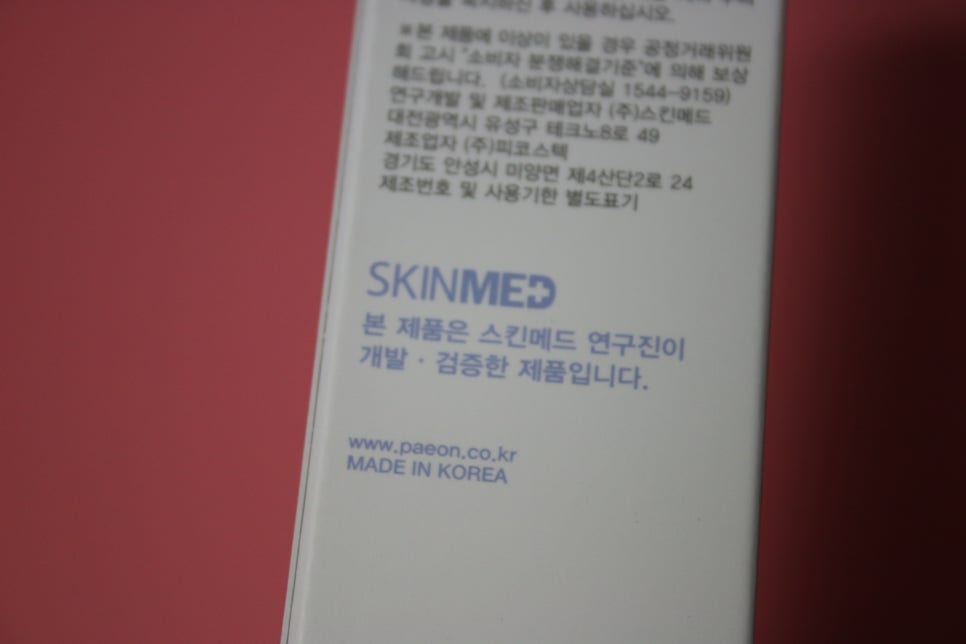 후 사용하십시오.
※본 제품에 이상이 있을 경우 공정거래위원
회 고시 "소비자 분쟁해결기준"에 의해 보상
해드립니다. (소비자상담실 1544-9159)
연구개발 및 제조판매업자 (주)스킨메드
대전광역시 유성구 테크노8로 49
제조업자 (주)피코스텍
경기도 안성시 미양면 제4산단2로 24
제조번호 및 사용기한 별도표기
SKINMED
본 제품은 스킨메드 연구진이
개발 · 검증한 제품입니다.
www.paeon.co.kr
MADE IN KOREA